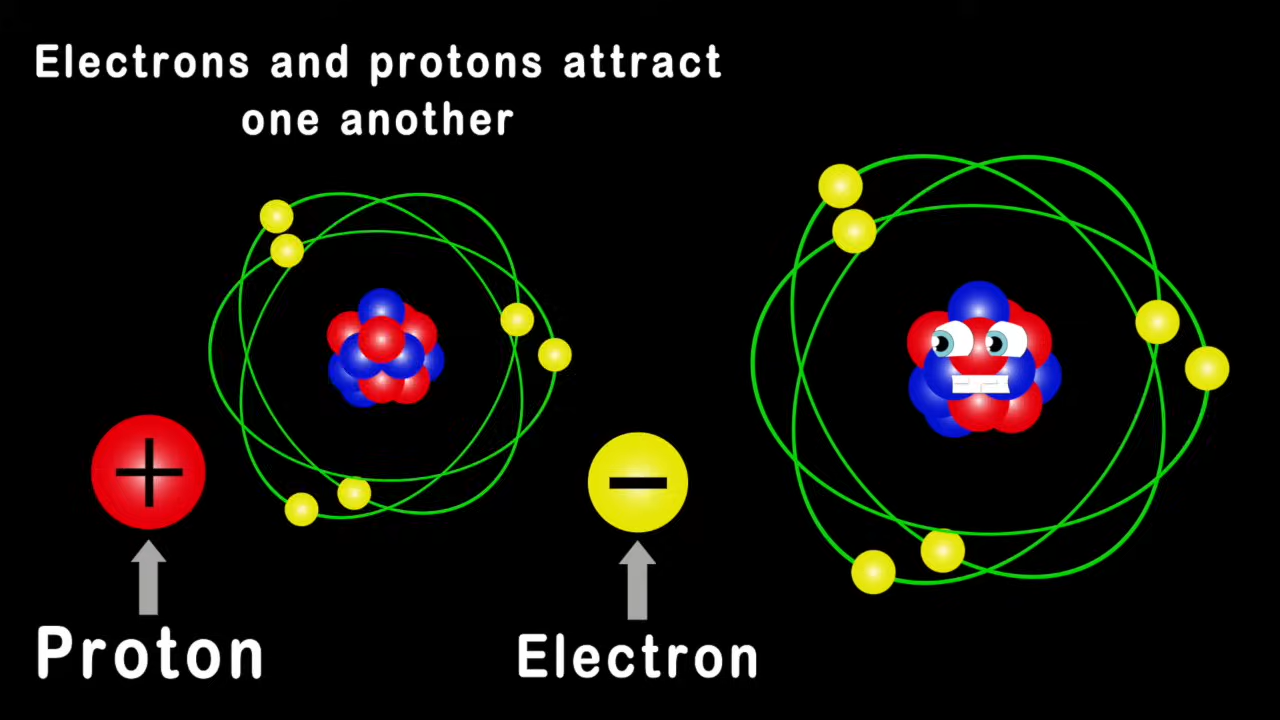 Electrons and protons attract
one another
+
−
Proton
Electron